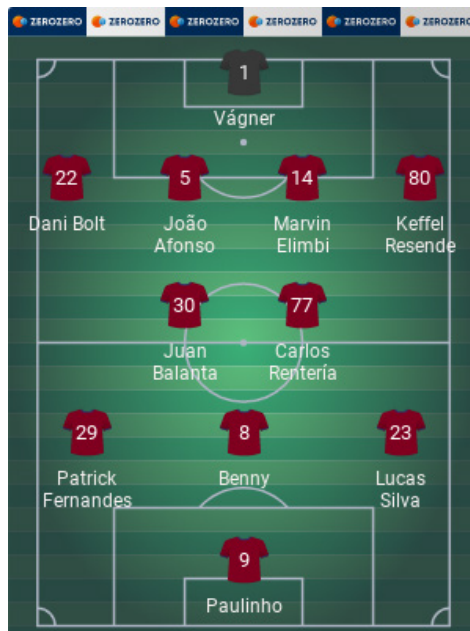 ZEROZERO ZEROZERO ZEROZERO ZEROZERO ZEROZERO ZEROZERO
1
Vágner
22 5 14 80
Dani Bolt João Marvin Keffel
Afonso Elimbi Resende
30 77
Juan Carlos
Balanta Rentería
29 8 23
Patrick Benny Lucas
Fernandes Silva
9
Paulinho